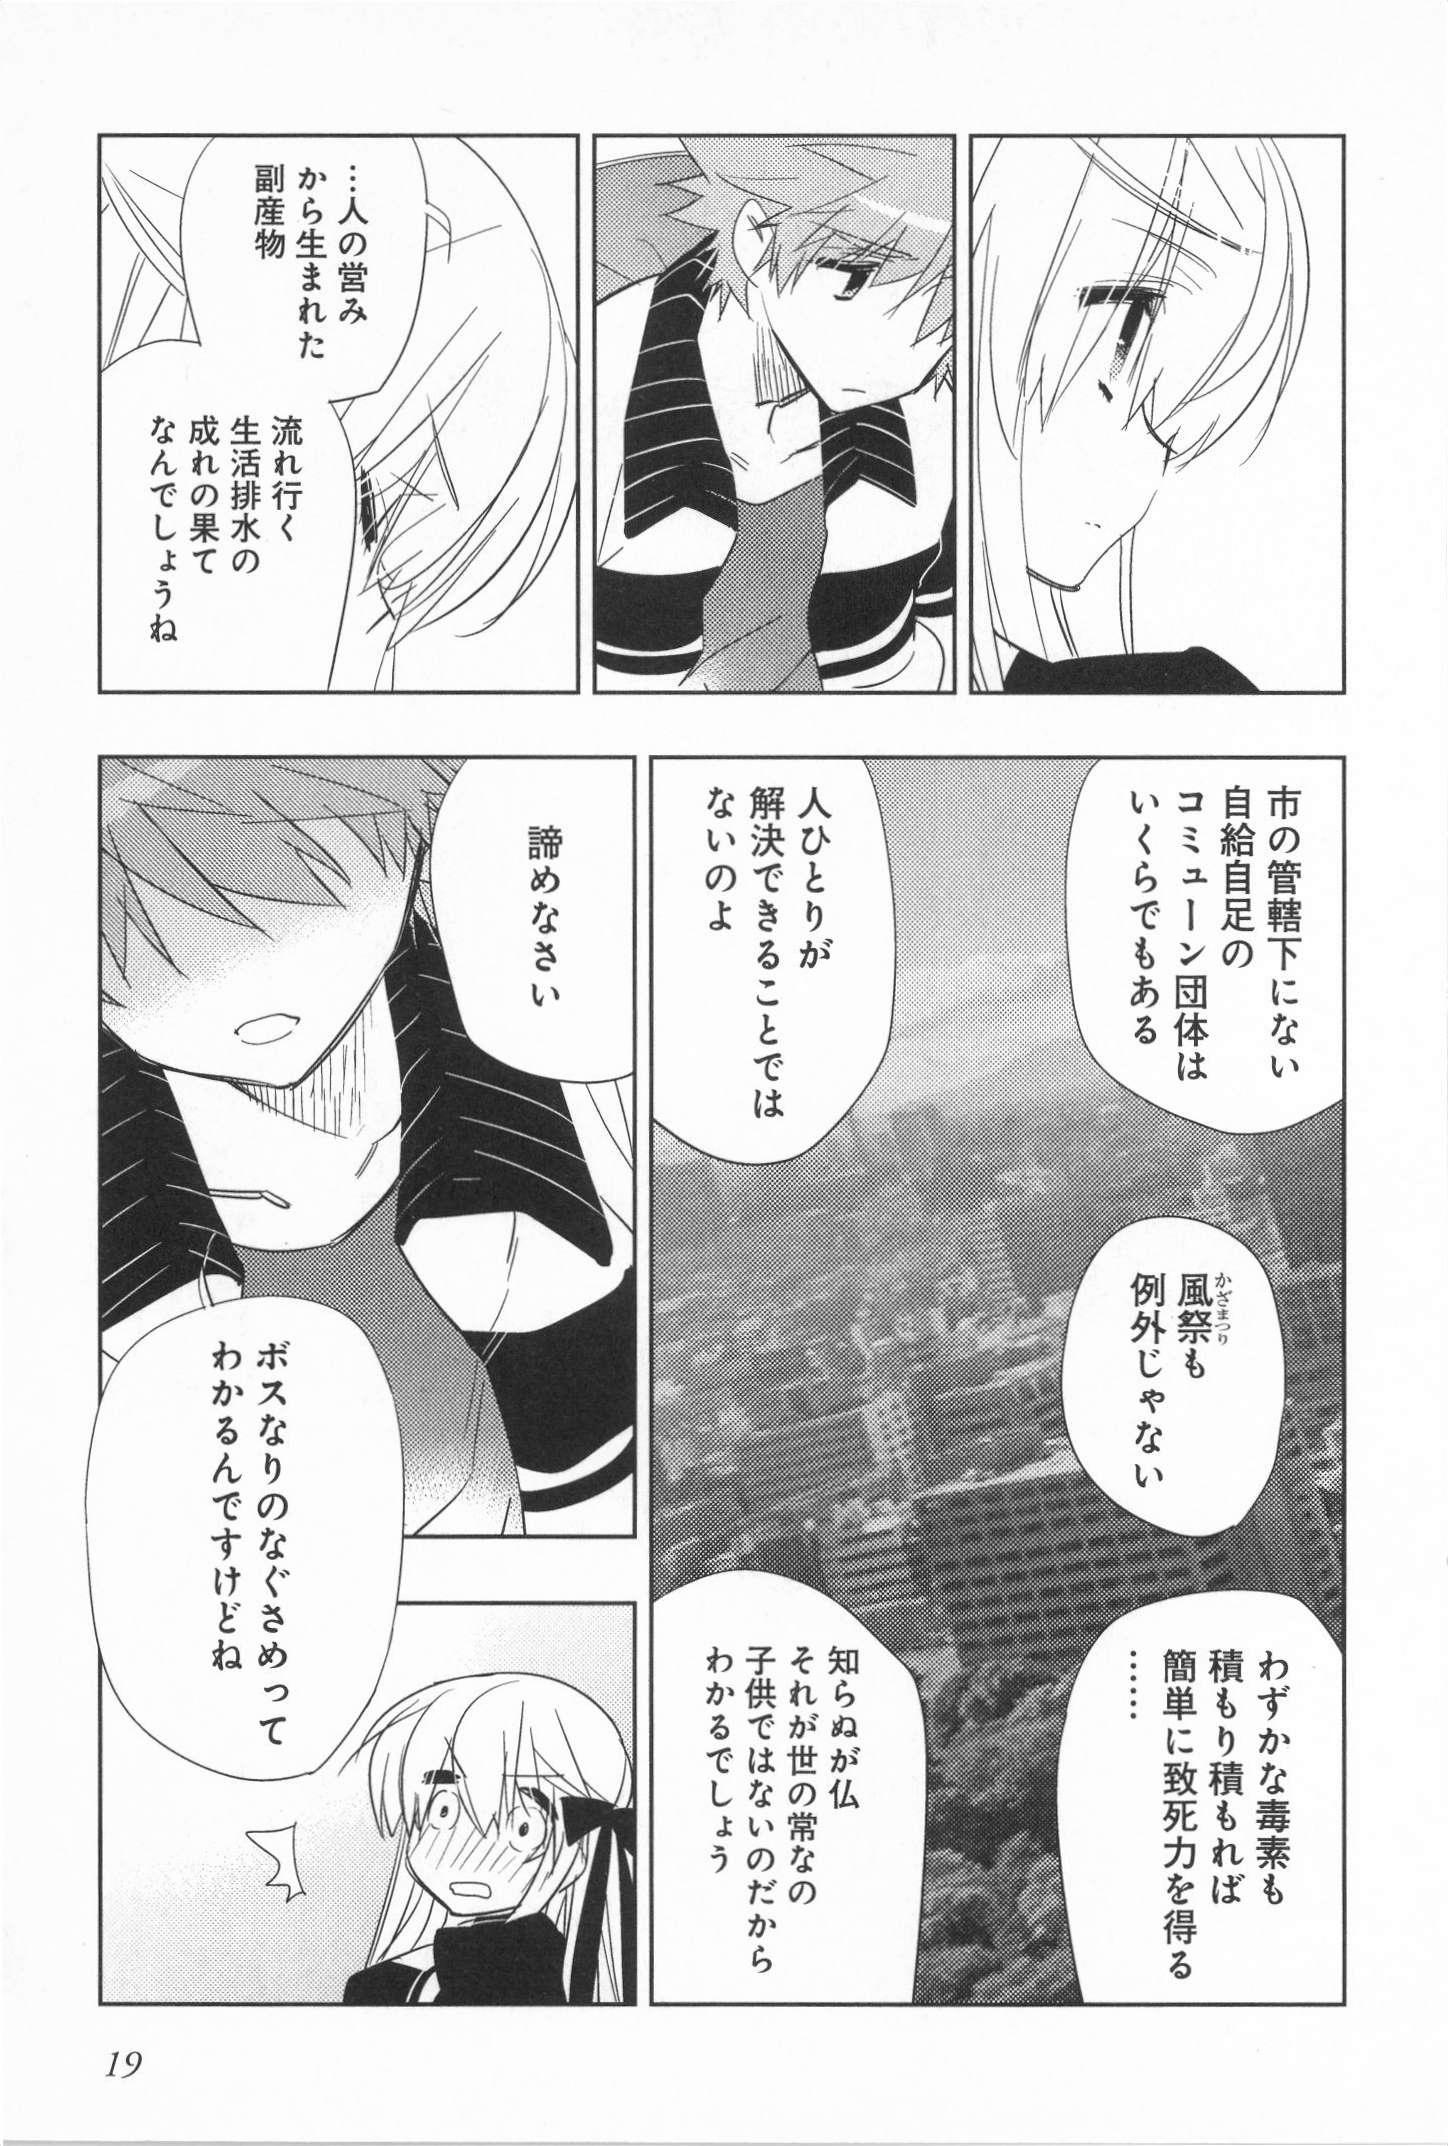 …人の営み
から生まれた
副産物
流れ行く
生活排水の
成れの果て
なんでしょうね
市の管轄下にない
自給自足の
コミューン団体は
いくらでもある
風祭も
かざまつり
例外じゃない
わずかな毒素も
積もり積もれば
簡単に致死力を得る
……
人ひとりが
解決できることでは
ないのよ
知らぬが仏
それが世の常なの
子供ではないのだから
わかるでしょう
諦めなさい
ボスなりのなぐさめって
わかるんですけどね
19